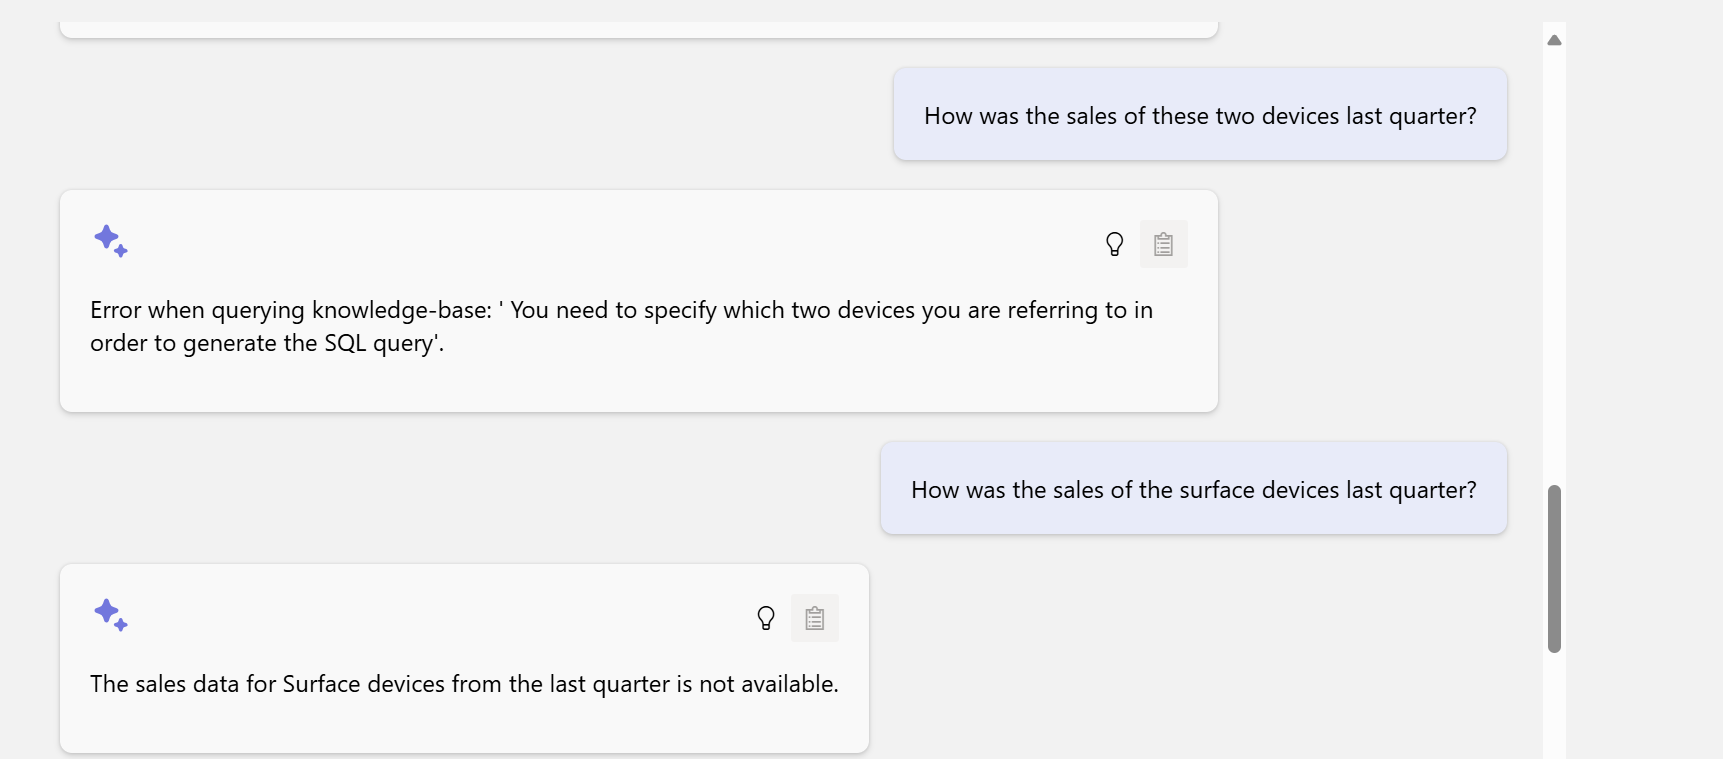 How was the sales of these two devices last quarter?
Error when querying knowledge-base: ' You need to specify which two devices you are referring to in
order to generate the SQL query'.
How was the sales of the surface devices last quarter?
The sales data for Surface devices from the last quarter is not available.